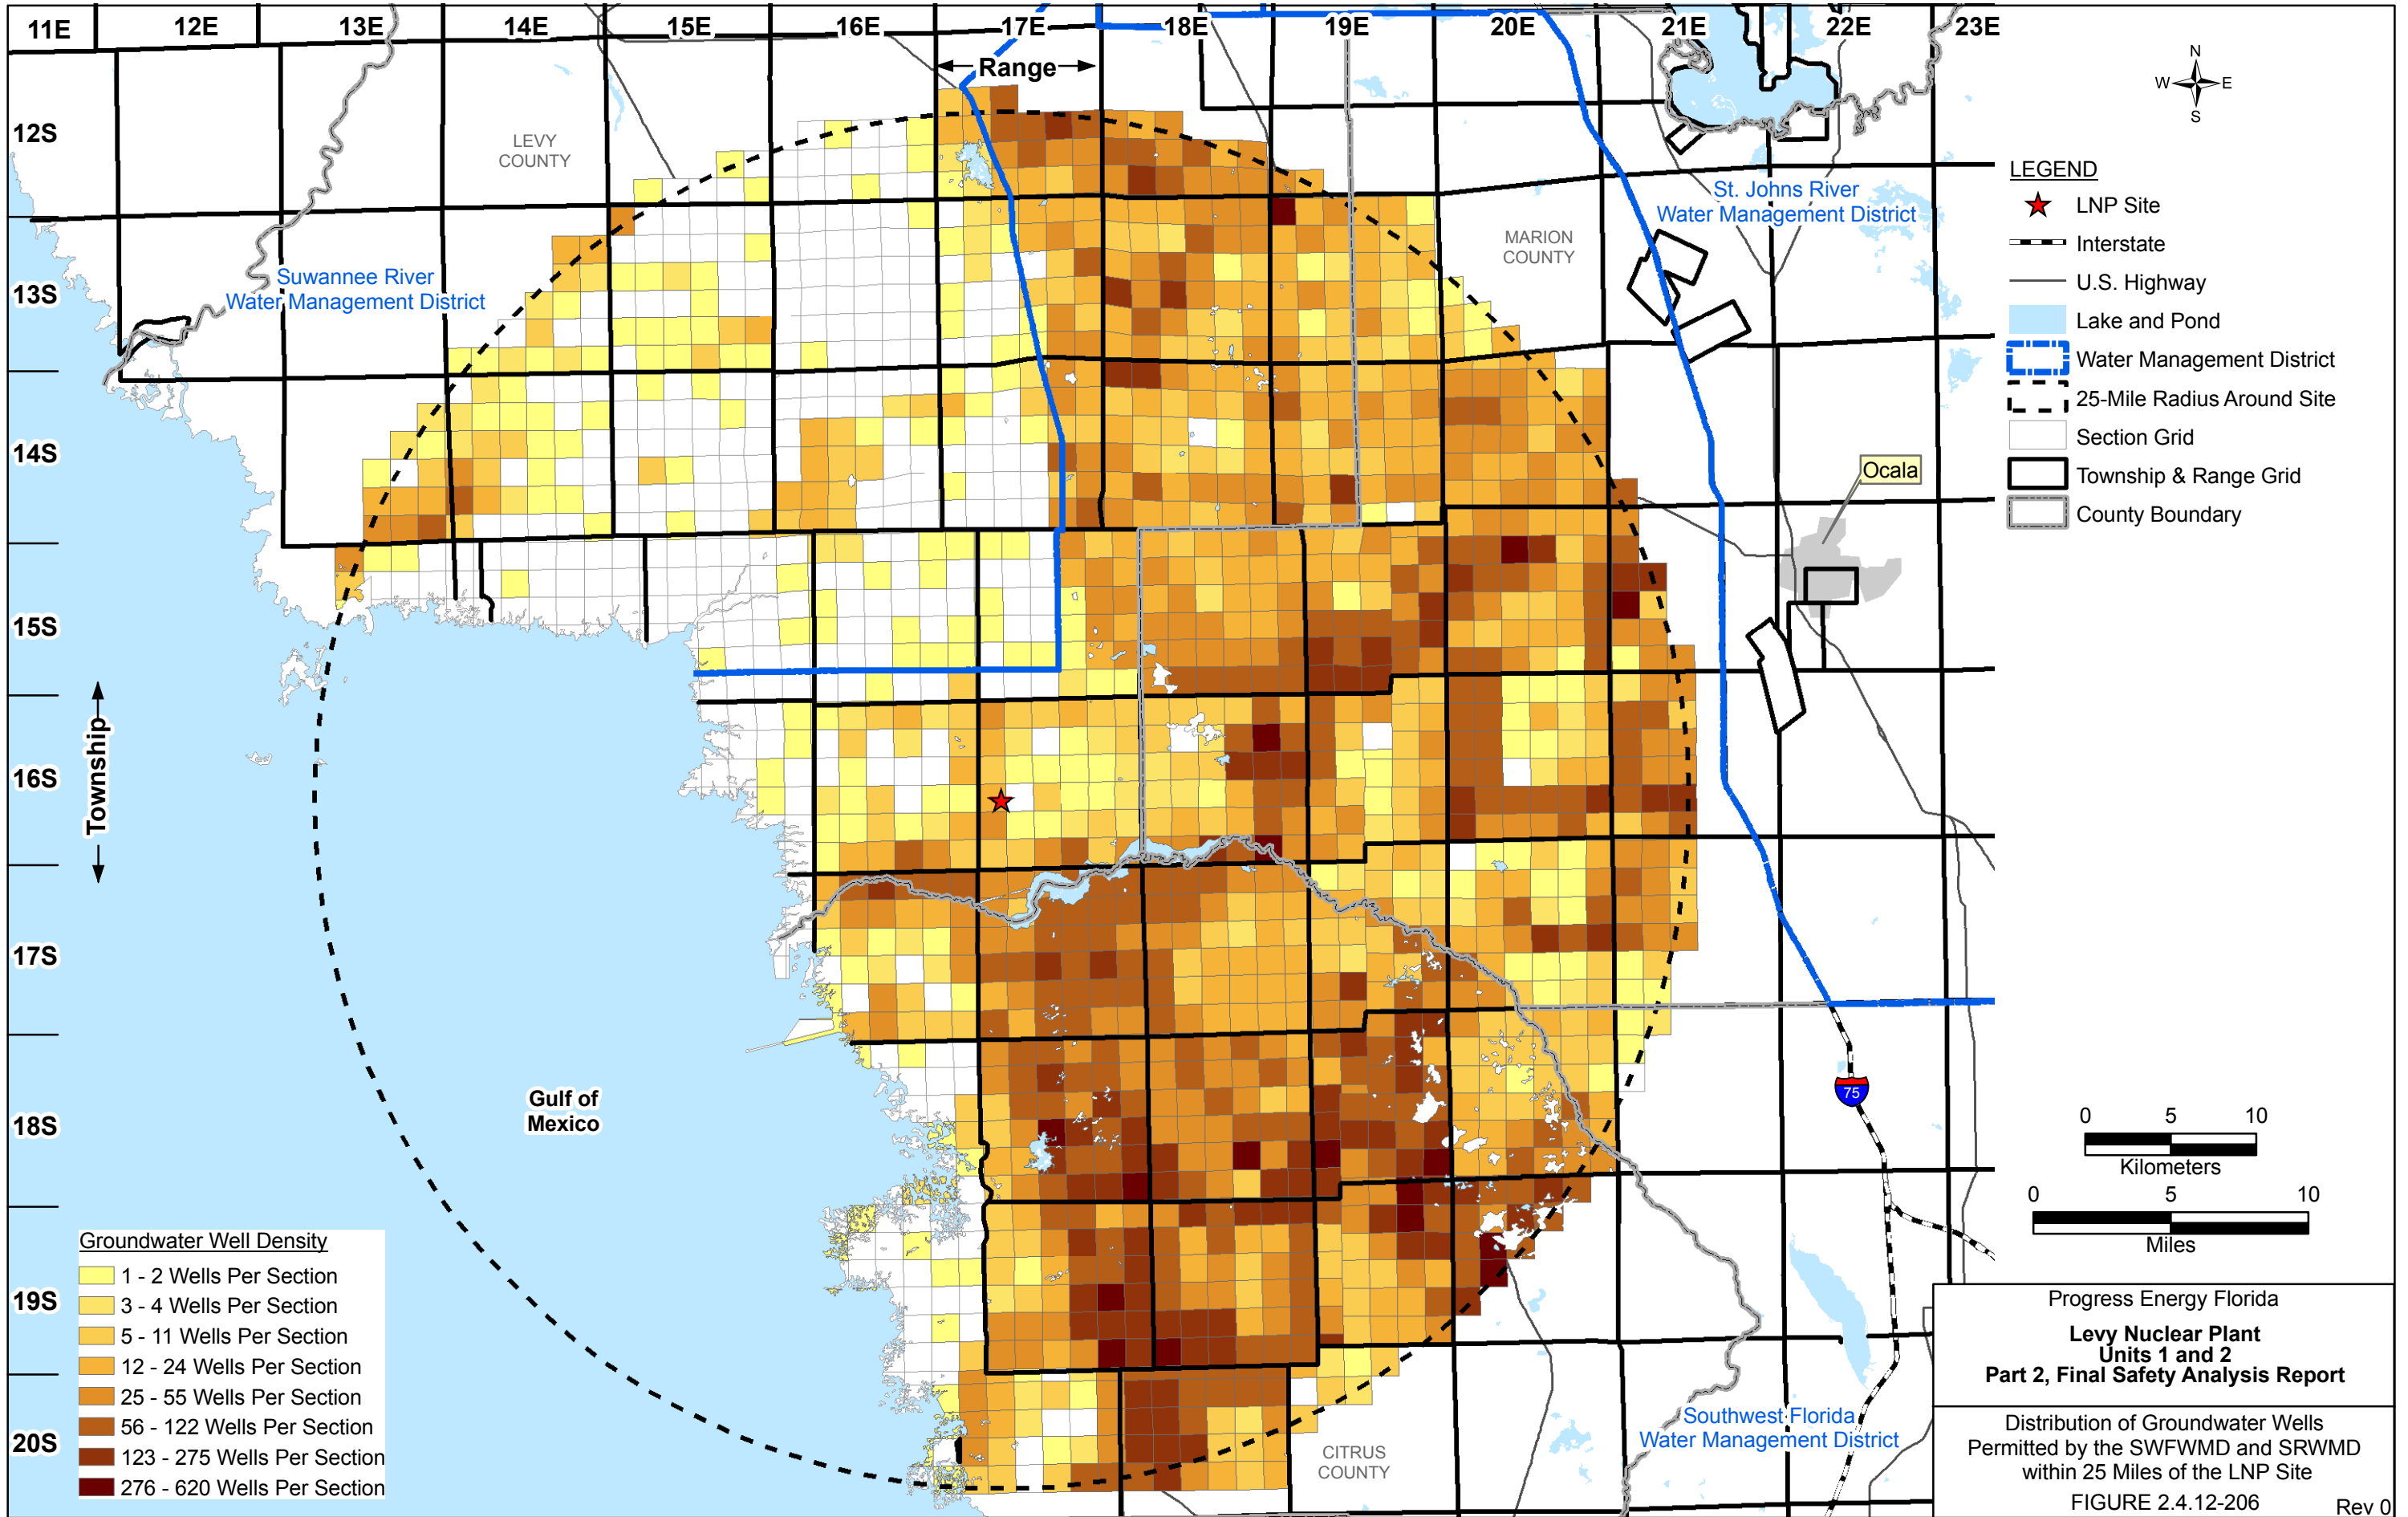 11E 12E 13E 14E 15E 16E 17E 18E 19E 20E 21E 22E 23E
Range
N
W E
S
12S
13S
14S
15S
16S
17S
18S
19S
20S
Township
LEVY
COUNTY
Suwannee River
Water Management District
St. Johns River
Water Management District
MARION
COUNTY
Ocala
Gulf of
Mexico
75
CITRUS
COUNTY
Southwest Florida
Water Management District
LEGEND
LNP Site
Interstate
U.S. Highway
Lake and Pond
Water Management District
25-Mile Radius Around Site
Section Grid
Township & Range Grid
County Boundary
Groundwater Well Density
1 - 2 Wells Per Section
3 - 4 Wells Per Section
5 - 11 Wells Per Section
12 - 24 Wells Per Section
25 - 55 Wells Per Section
56 - 122 Wells Per Section
123 - 275 Wells Per Section
276 - 620 Wells Per Section
0 5 10
Kilometers
0 5 10
Miles
Progress Energy Florida
Levy Nuclear Plant
Units 1 and 2
Part 2, Final Safety Analysis Report
Distribution of Groundwater Wells
Permitted by the SWFWMD and SRWMD
within 25 Miles of the LNP Site
FIGURE 2.4.12-206
Rev 0